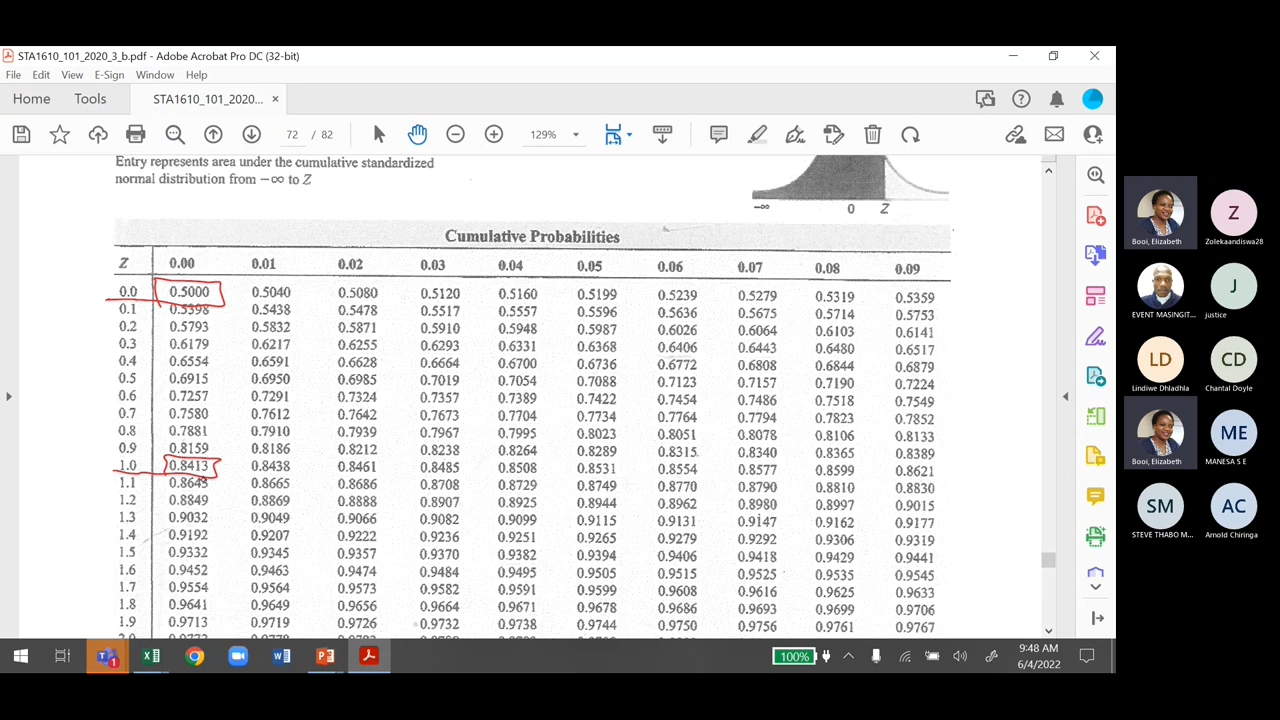 STA1610_101_2020_3_b.pdf - Adobe Acrobat Pro DC (32-bit)
File Edit View E-Sign Window Help
Home Tools STA1610_101_2020... ×
72 / 82 129%
Entry represents area under the cumulative standardized
normal distribution from −∞ to Z
−∞ 0 Z
Cumulative Probabilities
Z 0.00 0.01 0.02 0.03 0.04 0.05 0.06 0.07 0.08 0.09
0.0 0.5000 0.5040 0.5080 0.5120 0.5160 0.5199 0.5239 0.5279 0.5319 0.5359
0.1 0.5398 0.5438 0.5478 0.5517 0.5557 0.5596 0.5636 0.5675 0.5714 0.5753
0.2 0.5793 0.5832 0.5871 0.5910 0.5948 0.5987 0.6026 0.6064 0.6103 0.6141
0.3 0.6179 0.6217 0.6255 0.6293 0.6331 0.6368 0.6406 0.6443 0.6480 0.6517
0.4 0.6554 0.6591 0.6628 0.6664 0.6700 0.6736 0.6772 0.6808 0.6844 0.6879
0.5 0.6915 0.6950 0.6985 0.7019 0.7054 0.7088 0.7123 0.7157 0.7190 0.7224
0.6 0.7257 0.7291 0.7324 0.7357 0.7389 0.7422 0.7454 0.7486 0.7518 0.7549
0.7 0.7580 0.7612 0.7642 0.7673 0.7704 0.7734 0.7764 0.7794 0.7823 0.7852
0.8 0.7881 0.7910 0.7939 0.7967 0.7995 0.8023 0.8051 0.8078 0.8106 0.8133
0.9 0.8159 0.8186 0.8212 0.8238 0.8264 0.8289 0.8315 0.8340 0.8365 0.8389
1.0 0.8413 0.8438 0.8461 0.8485 0.8508 0.8531 0.8554 0.8577 0.8599 0.8621
1.1 0.8643 0.8665 0.8686 0.8708 0.8729 0.8749 0.8770 0.8790 0.8810 0.8830
1.2 0.8849 0.8869 0.8888 0.8907 0.8925 0.8944 0.8962 0.8980 0.8997 0.9015
1.3 0.9032 0.9049 0.9066 0.9082 0.9099 0.9115 0.9131 0.9147 0.9162 0.9177
1.4 0.9192 0.9207 0.9222 0.9236 0.9251 0.9265 0.9279 0.9292 0.9306 0.9319
1.5 0.9332 0.9345 0.9357 0.9370 0.9382 0.9394 0.9406 0.9418 0.9429 0.9441
1.6 0.9452 0.9463 0.9474 0.9484 0.9495 0.9505 0.9515 0.9525 0.9535 0.9545
1.7 0.9554 0.9564 0.9573 0.9582 0.9591 0.9599 0.9608 0.9616 0.9625 0.9633
1.8 0.9641 0.9649 0.9656 0.9664 0.9671 0.9678 0.9686 0.9693 0.9699 0.9706
1.9 0.9713 0.9719 0.9726 0.9732 0.9738 0.9744 0.9750 0.9756 0.9761 0.9767
Z
Booi, Elizabeth Zolekaandiswa28
J
EVENT MASINGIT... justice
LD CD
Lindiwe Dhladhla Chantal Doyle
ME
Booi, Elizabeth MANESA S E
SM AC
STEVE THABO M... Arnold Chiringa
1
100%
9:48 AM
6/4/2022